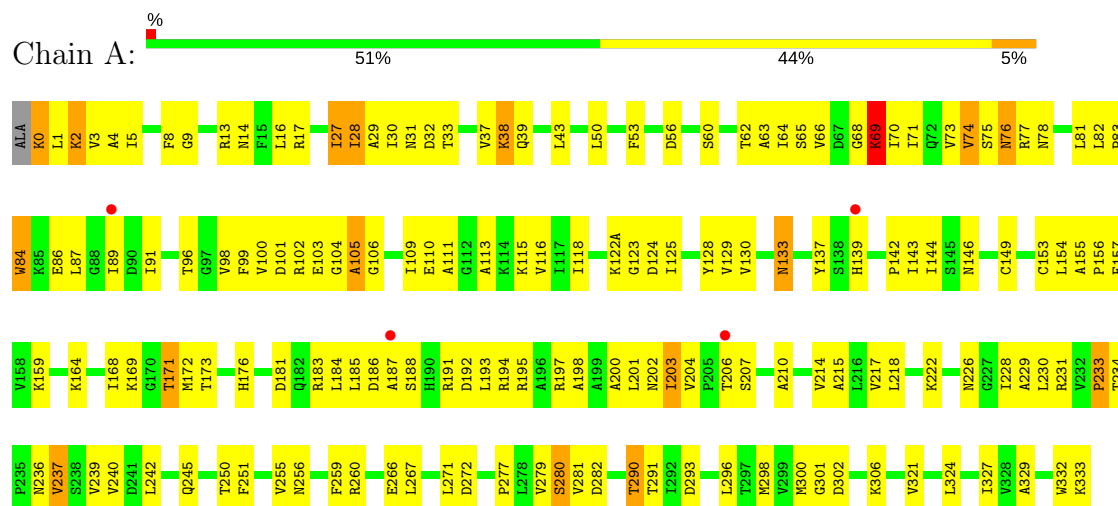 %
Chain A:
51% 44% 5%
ALA K0 L1 K2 V3 A4 I5 F8 G9 R13 N14 F15 L16 R17 I27 I28 A29 I30 N31 D32 T33 V37 K38 Q39 L43 L50 F53 D56 S60 T62 A63 I64 S65 V66 D67 G68 K69 I70 I71 Q72 V73 V74 S75 N76 R77 N78 L81 L82
W84 K85 E86 L87 G88 I89 D90 I91 T96 G97 V98 F99 V100 D101 R102 E103 G104 A105 G106 I109 E110 A111 G112 A113 K114 K115 V116 I117 I118 K122A G123 D124 I125 Y128 V129 V130 N133 Y137 S138 H139 P142 I143 I144 S145 N146 C149 C153 L154 A155 P156
V158 K159 K164 I168 K169 G170 T171 M172 T173 H176 D181 Q182 R183 L184 L185 D186 A187 S188 H190 R191 D192 L193 R194 R195 A196 R197 A198 A199 A200 L201 N202 I203 V204 P205 T206 S207 A210 V214 A215 L216 V217 L218 K222 N226 G227 I228 A229 L230 R231 V232 P233 T234
P235 N236 V237 S238 V239 V240 D241 L242 Q245 T250 F251 V255 N256 F259 R260 E266 L267 L271 D272 P277 L278 V279 S280 V281 D282 T290 T291 I292 D293 L296 T297 M298 V299 M300 G301 D302 K306 V321 L324 I327 V328 A329 W332 K333